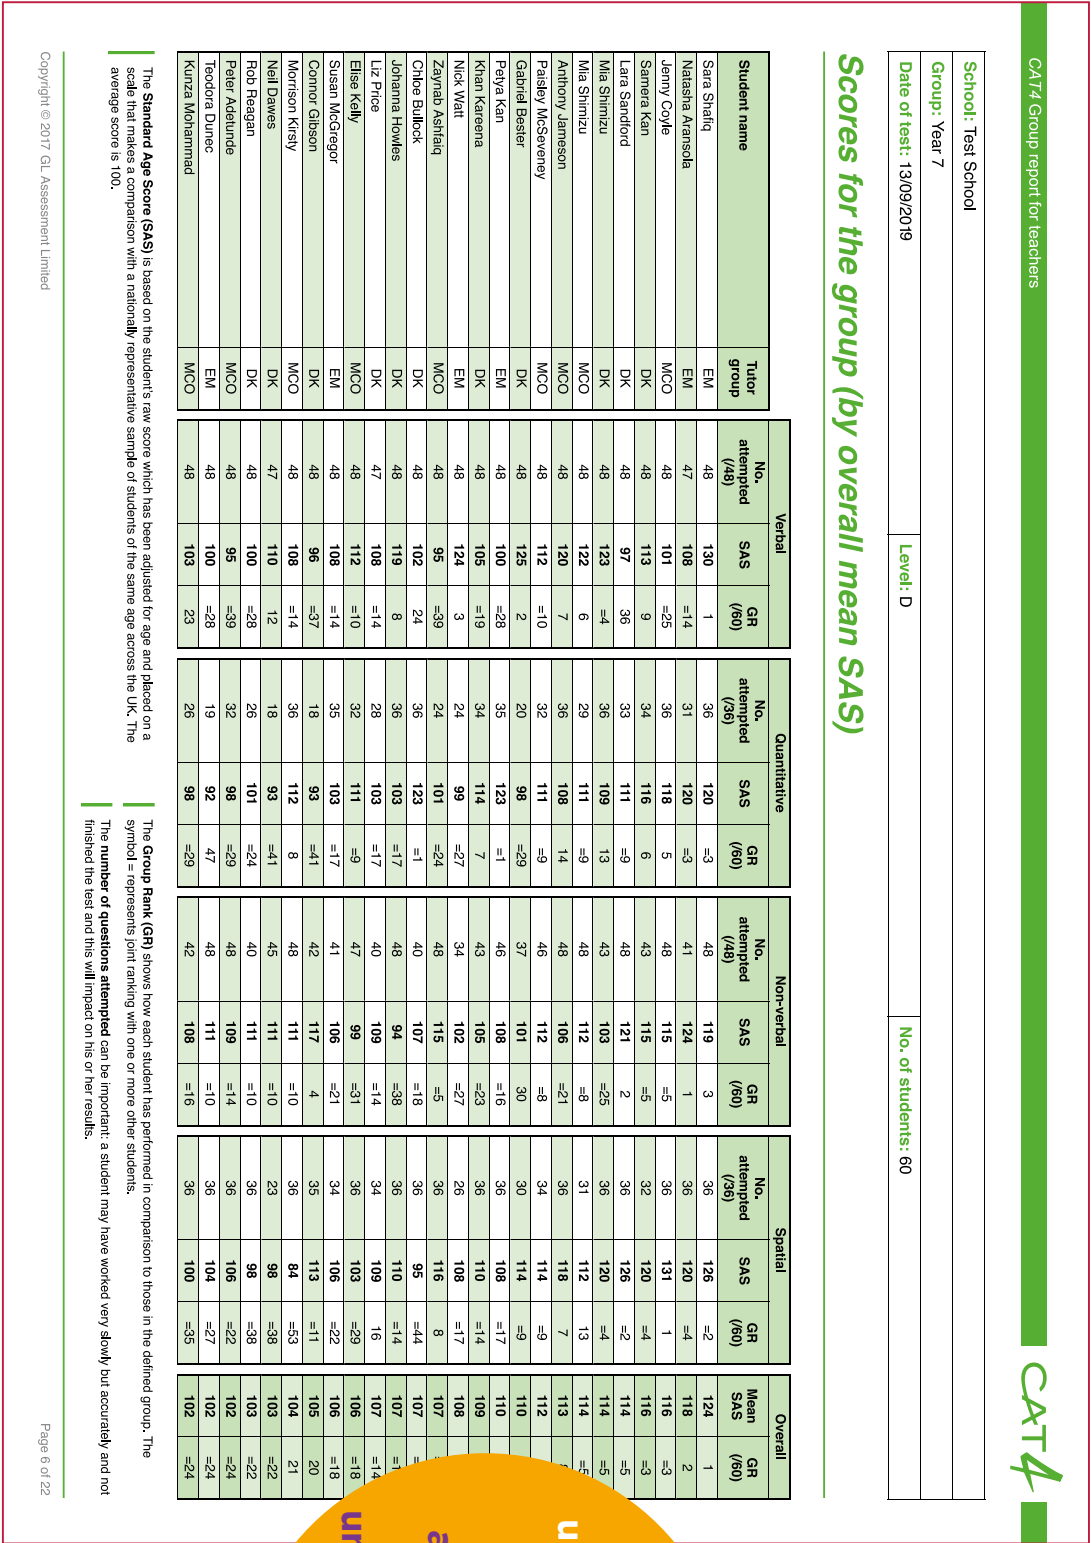 CAT4 Group report for teachers
CAT4
School: Test School
Group: Year 7
Date of test: 13/09/2019 Level: D No. of students: 60
Scores for the group (by overall mean SAS)
Verbal Quantitative Non-verbal Spatial Overall
Student name Tutor group No. attempted (/48) SAS GR (/60) No. attempted (/36) SAS GR (/60) No. attempted (/48) SAS GR (/60) No. attempted (/36) SAS GR (/60) Mean SAS GR (/60)
Sara Shafiq EM 48 130 1 36 120 =3 48 119 3 36 126 =2 124 1
Natasha Aransola EM 47 108 =14 31 120 =3 41 124 1 36 120 =4 118 2
Jenny Coyle MCO 48 101 =25 36 118 5 48 115 =5 36 131 1 116 =3
Samera Kan DK 48 113 9 34 116 6 43 115 =5 32 120 =4 116 =3
Lara Sandford DK 48 97 36 33 111 =9 48 121 2 36 126 =2 114 =5
Mia Shimizu DK 48 123 =4 36 109 13 43 103 =25 36 120 =4 114 =5
Mia Shimizu MCO 48 122 6 29 111 =9 48 112 =8 31 112 13 114 =5
Anthony Jameson MCO 48 120 7 36 108 14 48 106 =21 36 118 7 113
Paisley McSeveney MCO 48 112 =10 32 111 =9 46 112 =8 34 114 =9 112
Gabriel Bester DK 48 125 2 20 98 =29 37 101 30 30 114 =9 110
Petya Kan EM 48 100 =28 35 123 =1 46 108 =16 36 108 =17 110
Khan Kareena DK 48 105 =19 34 114 7 43 105 =23 36 110 =14 109
Nick Watt EM 48 124 3 24 99 =27 34 102 =27 26 108 =17 108
Zaynab Ashfaiq MCO 48 95 =39 24 101 =24 48 115 =5 36 116 8 107
Chloe Bullock DK 48 102 24 36 123 =1 40 107 =18 36 95 =44 107
Johanna Howles DK 48 119 8 36 103 =17 48 94 =38 36 110 =14 107
Liz Price DK 47 108 =14 28 103 =17 40 109 =14 34 109 16 107 =14
Elise Kelly MCO 48 112 =10 32 111 =9 47 99 =31 36 103 =29 106 =18
Susan McGregor EM 48 108 =14 35 103 =17 41 106 =21 34 106 =22 106 =18
Connor Gibson DK 48 96 =37 18 93 =41 42 117 4 35 113 =11 105 20
Morrison Kirsty MCO 48 108 =14 36 112 8 48 111 =10 36 84 =53 104 21
Neil Dawes DK 47 110 12 18 93 =41 45 111 =10 23 98 =38 103 =22
Rob Reagan DK 48 100 =28 26 101 =24 40 111 =10 36 98 =38 103 =22
Peter Adetunde MCO 48 95 =39 32 98 =29 48 109 =14 36 106 =22 102 =24
Teodora Dunec EM 48 100 =28 19 92 47 48 111 =10 36 104 =27 102 =24
Kunza Mohammad MCO 48 103 23 26 98 =29 42 108 =16 36 100 =35 102 =24
The Standard Age Score (SAS) is based on the student's raw score which has been adjusted for age and placed on a
scale that makes a comparison with a nationally representative sample of students of the same age across the UK. The
average score is 100.
The Group Rank (GR) shows how each student has performed in comparison to those in the defined group. The
symbol = represents joint ranking with one or more other students.
The number of questions attempted can be important: a student may have worked very slowly but accurately and not
finished the test and this will impact on his or her results.
Copyright © 2017 GL Assessment Limited
Page 6 of 22